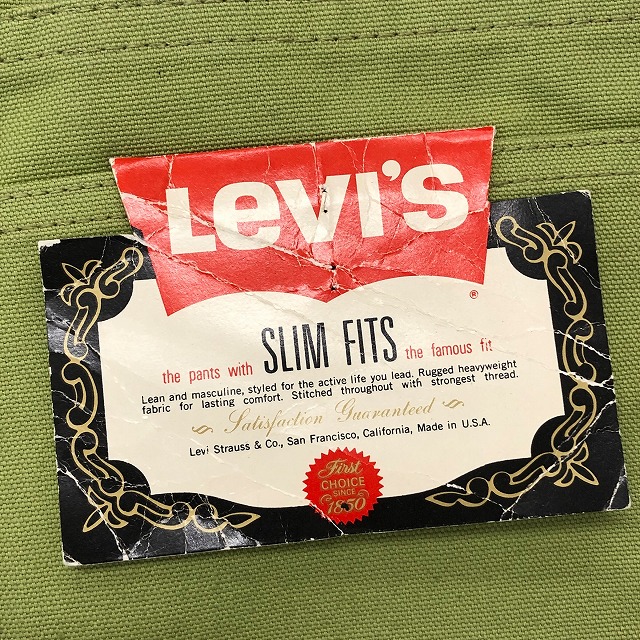 Levi's
®
the pants with SLIM FITS the famous fit
Lean and masculine, styled for the active life you lead. Rugged heavyweight
fabric for lasting comfort. Stitched throughout with strongest thread.
Satisfaction Guaranteed
Levi Strauss & Co., San Francisco, California, Made in U.S.A.
First
CHOICE
SINCE
1850